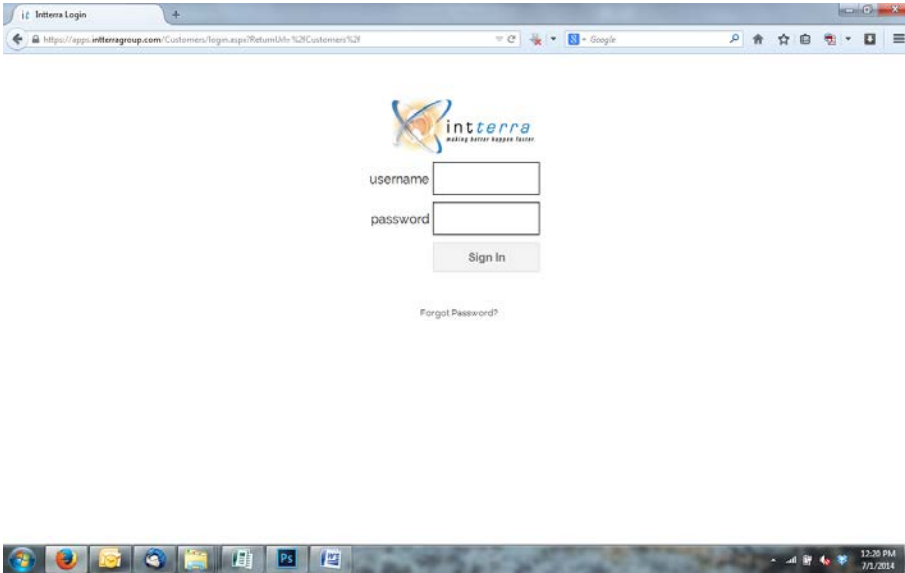 Intterra Login
https://apps.intterragroup.com/Customers/login.aspx?ReturnUrl=%2fCustomers%2f
Google
intterra
making better happen faster
username
password
Sign In
Forgot Password?
Ps
12:20 PM
7/1/2014